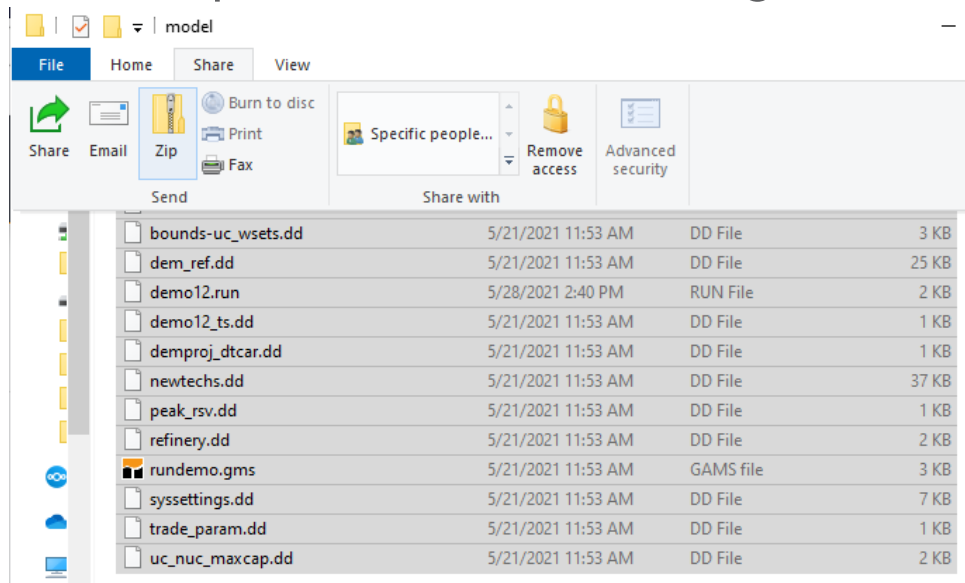 model
File Home Share View
Share Email Zip Burn to disc
Print
Fax
Specific people...
Remove access
Advanced security
Send Share with
bounds-uc_wsets.dd 5/21/2021 11:53 AM DD File 3 KB
dem_ref.dd 5/21/2021 11:53 AM DD File 25 KB
demo12.run 5/28/2021 2:40 PM RUN File 2 KB
demo12_ts.dd 5/21/2021 11:53 AM DD File 1 KB
demproj_dtcar.dd 5/21/2021 11:53 AM DD File 1 KB
newtechs.dd 5/21/2021 11:53 AM DD File 37 KB
peak_rsv.dd 5/21/2021 11:53 AM DD File 1 KB
refinery.dd 5/21/2021 11:53 AM DD File 2 KB
rundemo.gms 5/21/2021 11:53 AM GAMS file 3 KB
syssettings.dd 5/21/2021 11:53 AM DD File 7 KB
trade_param.dd 5/21/2021 11:53 AM DD File 1 KB
uc_nuc_maxcap.dd 5/21/2021 11:53 AM DD File 2 KB